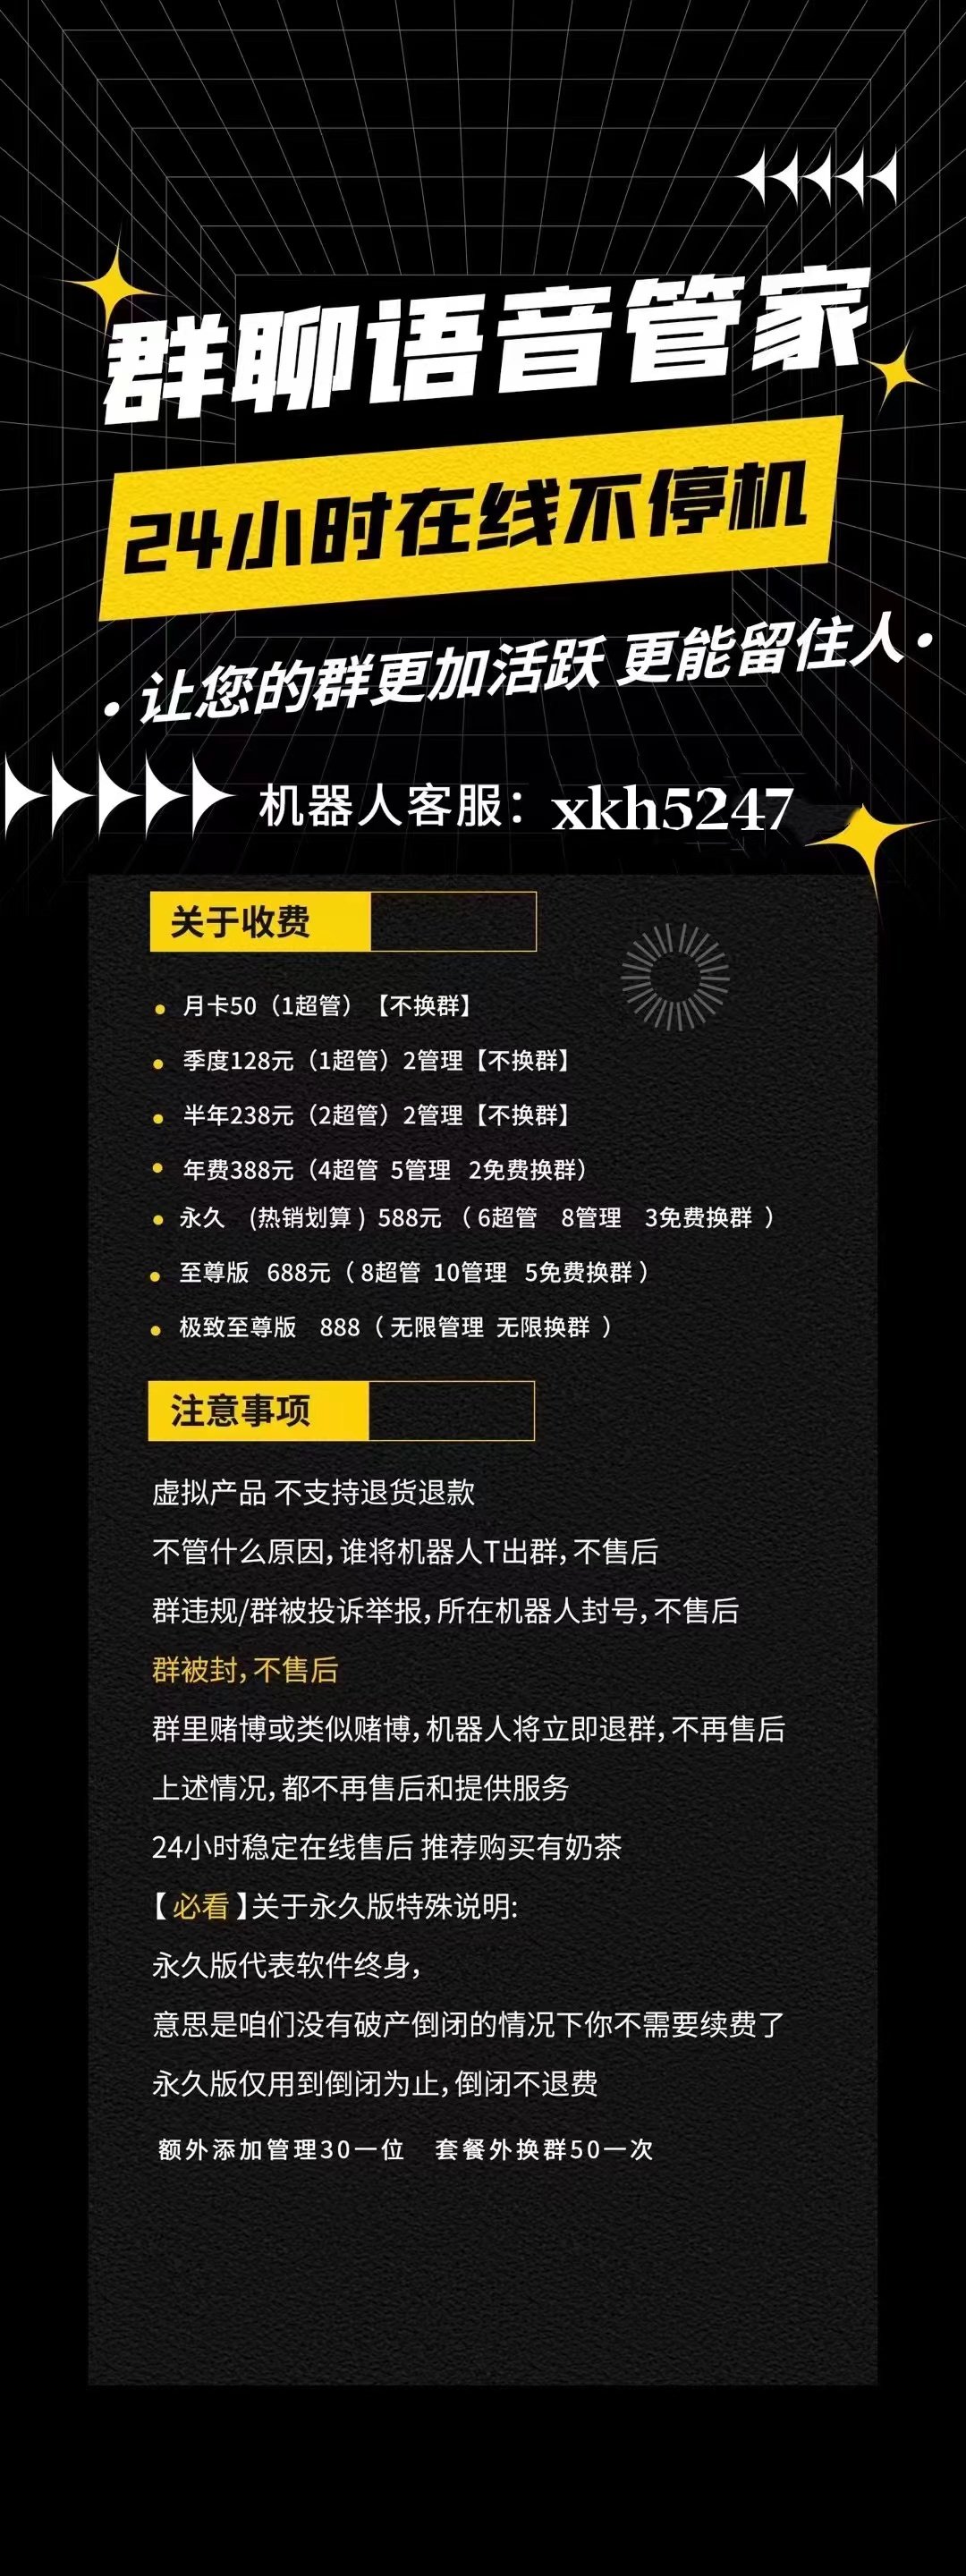 群聊语音管家
24小时在线不停机
·让您的群更加活跃 更能留住人·
机器人客服：xkh5247
关于收费
月卡50（1超管）【不换群】
季度128元（1超管）2管理【不换群】
半年238元（2超管）2管理【不换群】
年费388元（4超管 5管理 2免费换群）
永久 (热销划算) 588元（6超管 8管理 3免费换群）
至尊版 688元（8超管 10管理 5免费换群）
极致至尊版 888（无限管理 无限换群）
注意事项
虚拟产品 不支持退货退款
不管什么原因，谁将机器人T出群，不售后
群违规/群被投诉举报，所在机器人封号，不售后
群被封，不售后
群里赌博或类似赌博，机器人将立即退群，不再售后
上述情况，都不再售后和提供服务
24小时稳定在线售后 推荐购买有奶茶
【必看】关于永久版特殊说明:
永久版代表软件终身，
意思是咱们没有破产倒闭的情况下你不需要续费了
永久版仅用到倒闭为止，倒闭不退费
额外添加管理30一位 套餐外换群50一次